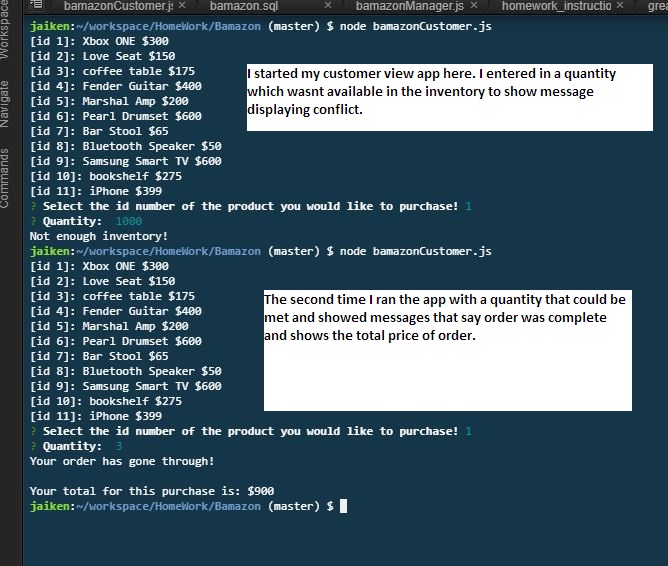 bamazonCustomer.j× bamazon.sql × bamazonManager.js × homework_instructio × grea
Workspace
Navigate
Commands
jaiken:~/workspace/HomeWork/Bamazon (master) $ node bamazonCustomer.js
[id 1]: Xbox ONE $300
[id 2]: Love Seat $150
[id 3]: coffee table $175
[id 4]: Fender Guitar $400
[id 5]: Marshal Amp $200
[id 6]: Pearl Drumset $600
[id 7]: Bar Stool $65
[id 8]: Bluetooth Speaker $50
[id 9]: Samsung Smart TV $600
[id 10]: bookshelf $275
[id 11]: iPhone $399
I started my customer view app here. I entered in a quantity
which wasnt available in the inventory to show message
displaying conflict.
? Select the id number of the product you would like to purchase! 1
? Quantity: 1000
Not enough inventory!
jaiken:~/workspace/HomeWork/Bamazon (master) $ node bamazonCustomer.js
[id 1]: Xbox ONE $300
[id 2]: Love Seat $150
[id 3]: coffee table $175
[id 4]: Fender Guitar $400
[id 5]: Marshal Amp $200
[id 6]: Pearl Drumset $600
[id 7]: Bar Stool $65
[id 8]: Bluetooth Speaker $50
[id 9]: Samsung Smart TV $600
[id 10]: bookshelf $275
[id 11]: iPhone $399
The second time I ran the app with a quantity that could be
met and showed messages that say order was complete
and shows the total price of order.
? Select the id number of the product you would like to purchase! 1
? Quantity: 3
Your order has gone through!
Your total for this purchase is: $900
jaiken:~/workspace/HomeWork/Bamazon (master) $